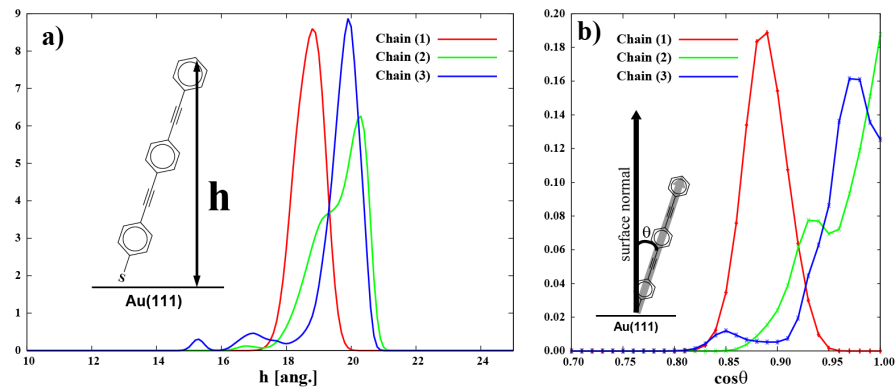 a)
Chain (1)
Chain (2)
Chain (3)
9
8
7
6
5
4
3
2
1
0
h
s
Au(111)
10 12 14 16 18 20 22 24
h [ang.]
b)
Chain (1)
Chain (2)
Chain (3)
0.20
0.18
0.16
0.14
0.12
0.10
0.08
0.06
0.04
0.02
0.00
surface normal
θ
Au(111)
0.70 0.75 0.80 0.85 0.90 0.95 1.00
cosθ